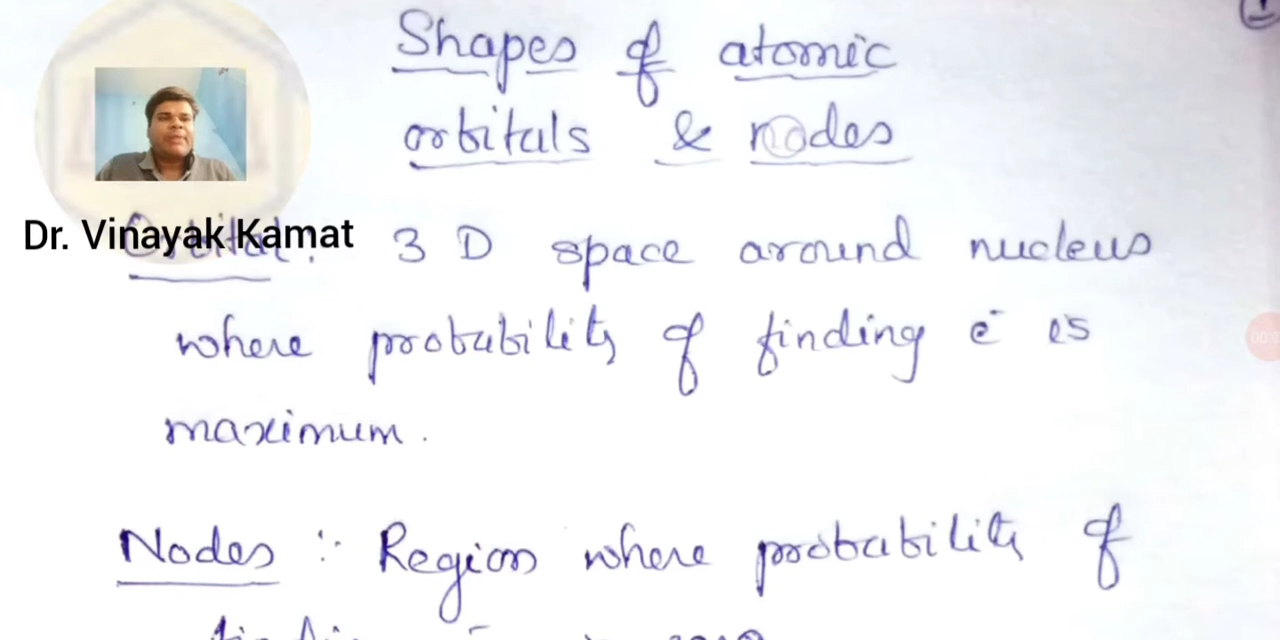 Shapes of atomic
orbitals & nodes
Dr. Vinayak Kamat
Orbital : 3 D space around nucleus
where probability of finding e⁻ is
maximum.
Nodes : Region where probability of